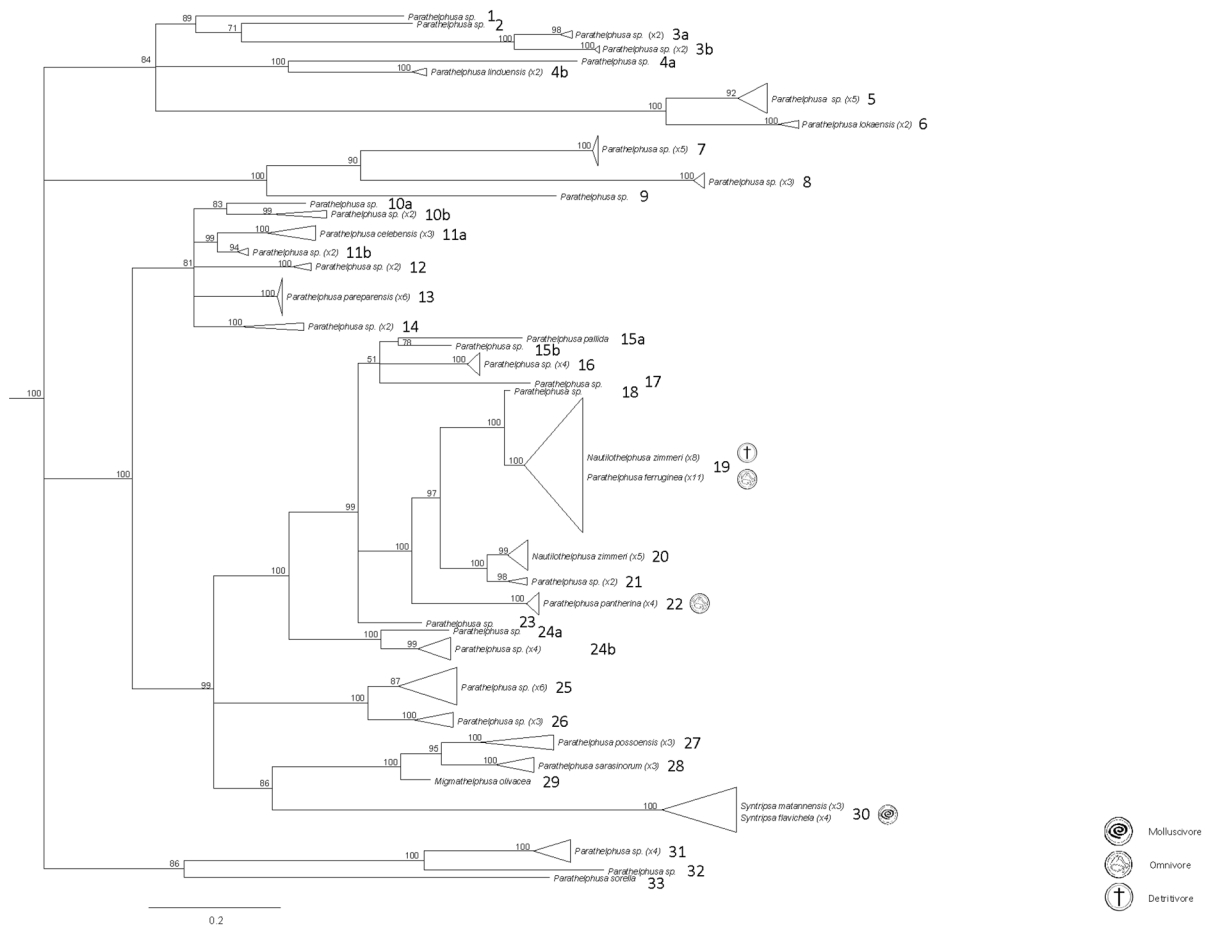 89
Parathelphusa sp. 1
Parathelphusa sp. 2
71
98 Parathelphusa sp. (x2) 3a
100
100 Parathelphusa sp. (x2) 3b
84
100
Parathelphusa sp. 4a
100 Parathelphusa linduensis (x2) 4b
92 Parathelphusa sp. (x5) 5
100
100 Parathelphusa lokaensis (x2) 6
100 Parathelphusa sp. (x5) 7
90
100
100 Parathelphusa sp. (x3) 8
Parathelphusa sp. 9
83
Parathelphusa sp. 10a
99 Parathelphusa sp. (x2) 10b
100 Parathelphusa celebensis (x3) 11a
99
94 Parathelphusa sp. (x2) 11b
81
100 Parathelphusa sp. (x2) 12
100 Parathelphusa pareparensis (x6) 13
100 Parathelphusa sp. (x2) 14
Parathelphusa pallida 15a
78
Parathelphusa sp. 15b
51
100 Parathelphusa sp. (x4) 16
Parathelphusa sp. 17
Parathelphusa sp. 18
100
100
100
Nautilothelphusa zimmeri (x8)
19
Parathelphusa ferruginea (x11)
100
97
99
99 Nautilothelphusa zimmeri (x5) 20
100
100
98 Parathelphusa sp. (x2) 21
100
100 Parathelphusa pantherina (x4) 22
Parathelphusa sp. 23
100
Parathelphusa sp. 24a
99 Parathelphusa sp. (x4) 24b
99
87 Parathelphusa sp. (x6) 25
100
100 Parathelphusa sp. (x3) 26
100 Parathelphusa possoensis (x3) 27
95
100
100 Parathelphusa sarasinorum (x3) 28
Migmathelphusa olivacea 29
86
100
Syntripsa matannensis (x3)
30
Syntripsa flavichela (x4)
100 Parathelphusa sp. (x4) 31
100
86
Parathelphusa sp. 32
Parathelphusa sorella 33
0.2
Molluscivore
Omnivore
Detritivore